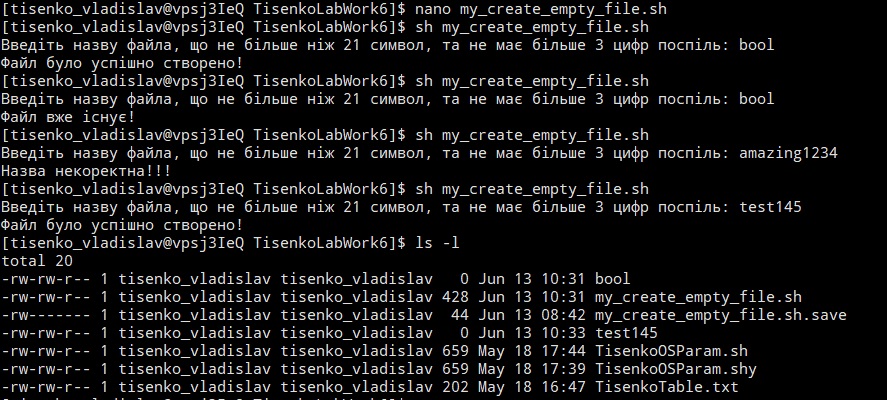 [tisenko_vladislav@vpsj3IeQ TisenkoLabWork6]$ nano my_create_empty_file.sh
[tisenko_vladislav@vpsj3IeQ TisenkoLabWork6]$ sh my_create_empty_file.sh
Введіть назву файла, що не більше ніж 21 символ, та не має більше 3 цифр поспіль: bool
Файл було успішно створено!
[tisenko_vladislav@vpsj3IeQ TisenkoLabWork6]$ sh my_create_empty_file.sh
Введіть назву файла, що не більше ніж 21 символ, та не має більше 3 цифр поспіль: bool
Файл вже існує!
[tisenko_vladislav@vpsj3IeQ TisenkoLabWork6]$ sh my_create_empty_file.sh
Введіть назву файла, що не більше ніж 21 символ, та не має більше 3 цифр поспіль: amazing1234
Назва некоректна!!!
[tisenko_vladislav@vpsj3IeQ TisenkoLabWork6]$ sh my_create_empty_file.sh
Введіть назву файла, що не більше ніж 21 символ, та не має більше 3 цифр поспіль: test145
Файл було успішно створено!
[tisenko_vladislav@vpsj3IeQ TisenkoLabWork6]$ ls -l
total 20
-rw-rw-r-- 1 tisenko_vladislav tisenko_vladislav   0 Jun 13 10:31 bool
-rw-rw-r-- 1 tisenko_vladislav tisenko_vladislav 428 Jun 13 10:31 my_create_empty_file.sh
-rw------- 1 tisenko_vladislav tisenko_vladislav  44 Jun 13 08:42 my_create_empty_file.sh.save
-rw-rw-r-- 1 tisenko_vladislav tisenko_vladislav   0 Jun 13 10:33 test145
-rw-rw-r-- 1 tisenko_vladislav tisenko_vladislav 659 May 18 17:44 TisenkoOSParam.sh
-rw-rw-r-- 1 tisenko_vladislav tisenko_vladislav 659 May 18 17:39 TisenkoOSParam.shy
-rw-rw-r-- 1 tisenko_vladislav tisenko_vladislav 202 May 18 16:47 TisenkoTable.txt